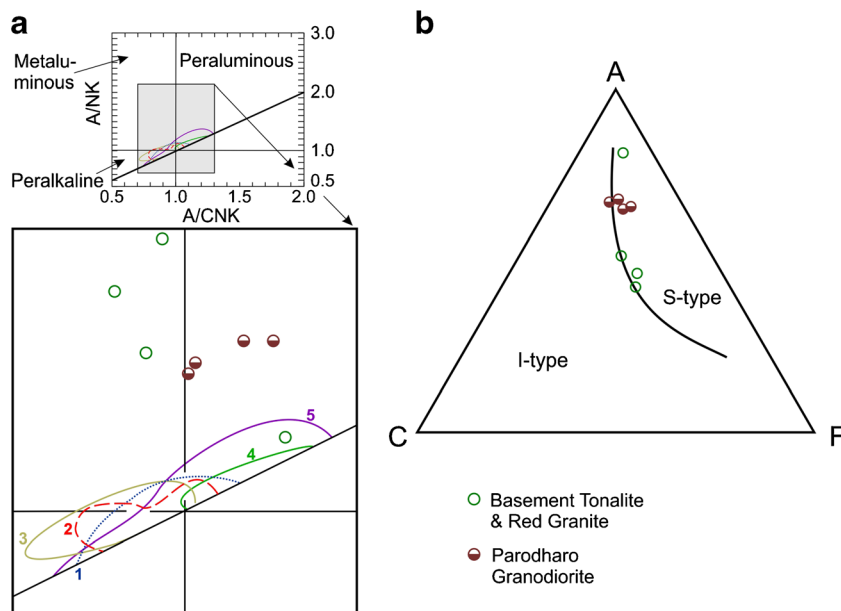 a
Metalu-
minous
Peraluminous
Peralkaline
A/NK
3.0
2.0
1.0
0.5
0.5
1.0
1.5
2.0
A/CNK
5
4
3
2
1
b
A
S-type
I-type
C
F
Basement Tonalite
& Red Granite
Parodharo
Granodiorite